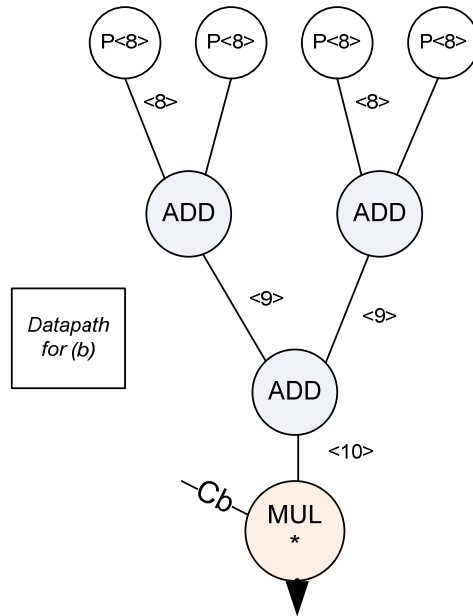 P<8> P<8> P<8> P<8>
<8> <8>
ADD ADD
<9> <9>
Datapath
for (b)
ADD
<10>
Cb
MUL
*